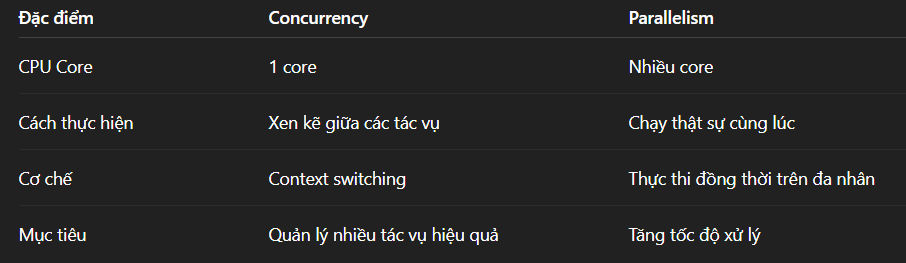 Đặc điểm Concurrency Parallelism
CPU Core 1 core Nhiều core
Cách thực hiện Xen kẽ giữa các tác vụ Chạy thật sự cùng lúc
Cơ chế Context switching Thực thi đồng thời trên đa nhân
Mục tiêu Quản lý nhiều tác vụ hiệu quả Tăng tốc độ xử lý